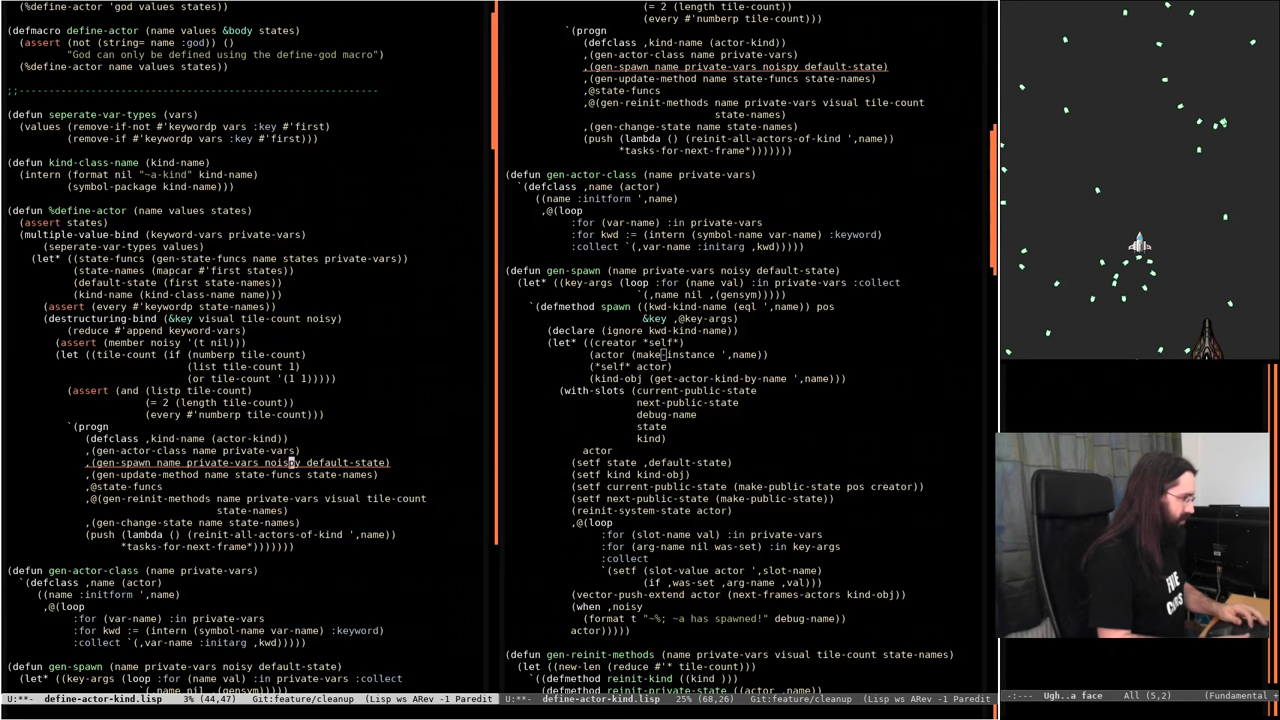 (%define-actor 'god values states))
(defmacro define-actor (name values &body states)
(assert (not (string= name :god)) ()
"God can only be defined using the define-god macro")
(%define-actor name values states))
;;------------------------------------------------------------
(defun seperate-var-types (vars)
(values (remove-if-not #'keywordp vars :key #'first)
(remove-if #'keywordp vars :key #'first)))
(defun kind-class-name (kind-name)
(intern (format nil "~a-kind" kind-name)
(symbol-package kind-name)))
(defun %define-actor (name values states)
(assert states)
(multiple-value-bind (keyword-vars private-vars)
(seperate-var-types values)
(let* ((state-funcs (gen-state-funcs name states private-vars))
(state-names (mapcar #'first states))
(default-state (first state-names))
(kind-name (kind-class-name name)))
(assert (every #'keywordp state-names))
(destructuring-bind (&key visual tile-count noisy)
(reduce #'append keyword-vars)
(assert (member noisy '(t nil)))
(let ((tile-count (if (numberp tile-count)
(list tile-count 1)
(or tile-count '(1 1)))))
(assert (and (listp tile-count)
(= 2 (length tile-count))
(every #'numberp tile-count)))
`(progn
(defclass ,kind-name (actor-kind))
,(gen-actor-class name private-vars)
,(gen-spawn name private-vars noispy default-state)
,(gen-update-method name state-funcs state-names)
,@state-funcs
,@(gen-reinit-methods name private-vars visual tile-count
state-names)
,(gen-change-state name state-names)
(push (lambda () (reinit-all-actors-of-kind ',name))
*tasks-for-next-frame*)))))))
(defun gen-actor-class (name private-vars)
`(defclass ,name (actor)
((name :initform ',name)
,@(loop
:for (var-name) :in private-vars
:for kwd := (intern (symbol-name var-name) :keyword)
:collect `(,var-name :initarg ,kwd)))))
(defun gen-spawn (name private-vars noisy default-state)
(let* ((key-args (loop :for (name val) :in private-vars :collect
`(,name nil ,(gensym)))))
U:**- define-actor-kind.lisp 3% (44,47) Git:feature/cleanup (Lisp ws ARev -1 Paredit
(= 2 (length tile-count))
(every #'numberp tile-count)))
`(progn
(defclass ,kind-name (actor-kind))
,(gen-actor-class name private-vars)
,(gen-spawn name private-vars noispy default-state)
,(gen-update-method name state-funcs state-names)
,@state-funcs
,@(gen-reinit-methods name private-vars visual tile-count
state-names)
,(gen-change-state name state-names)
(push (lambda () (reinit-all-actors-of-kind ',name))
*tasks-for-next-frame*)))))))
(defun gen-actor-class (name private-vars)
`(defclass ,name (actor)
((name :initform ',name)
,@(loop
:for (var-name) :in private-vars
:for kwd := (intern (symbol-name var-name) :keyword)
:collect `(,var-name :initarg ,kwd)))))
(defun gen-spawn (name private-vars noisy default-state)
(let* ((key-args (loop :for (name val) :in private-vars :collect
`(,name nil ,(gensym)))))
`(defmethod spawn ((kwd-kind-name (eql ',name)) pos
&key ,@key-args)
(declare (ignore kwd-kind-name))
(let* ((creator *self*)
(actor (make-instance ',name))
(*self* actor)
(kind-obj (get-actor-kind-by-name ',name)))
(with-slots (current-public-state
next-public-state
debug-name
state
kind)
actor
(setf state ,default-state)
(setf kind kind-obj)
(setf current-public-state (make-public-state pos creator))
(setf next-public-state (make-public-state))
(reinit-system-state actor)
,@(loop
:for (slot-name val) :in private-vars
:for (arg-name nil was-set) :in key-args
:collect
`(setf (slot-value actor ',slot-name)
(if ,was-set ,arg-name ,val)))
(vector-push-extend actor (next-frames-actors kind-obj))
(when ,noisy
(format t "~%; ~a has spawned!" debug-name))
actor)))))
(defun gen-reinit-methods (name private-vars visual tile-count state-names)
(let ((new-len (reduce #'* tile-count)))
`((defmethod reinit-kind ((kind ))
(defmethod reinit-private-state ((actor ,name))
U:**- define-actor-kind.lisp 25% (68,26) Git:feature/cleanup (Lisp ws ARev -1 Paredit
-:--- Ugh..a face All (5,2) (Fundamental +